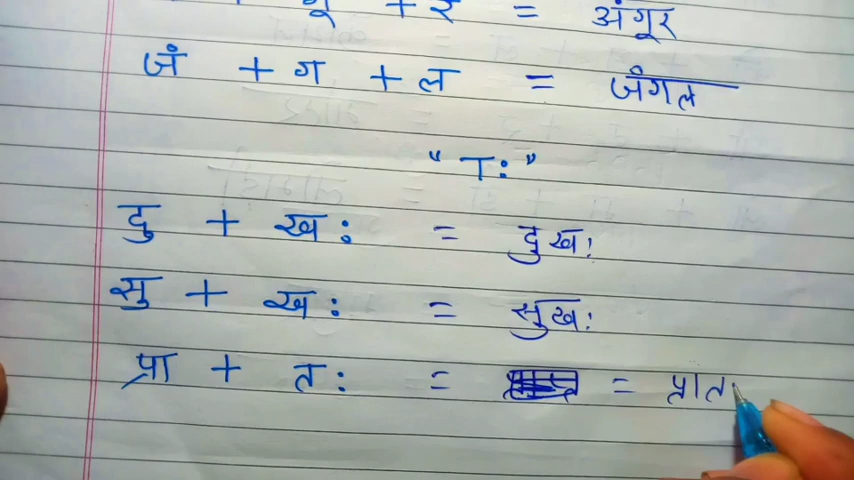 + गू + र = अंगूर
जं + ग + ल = जंगल
" ा: "
दु + ख: = दुख:
सु + ख: = सुख:
प्रा + त: = = प्रात: